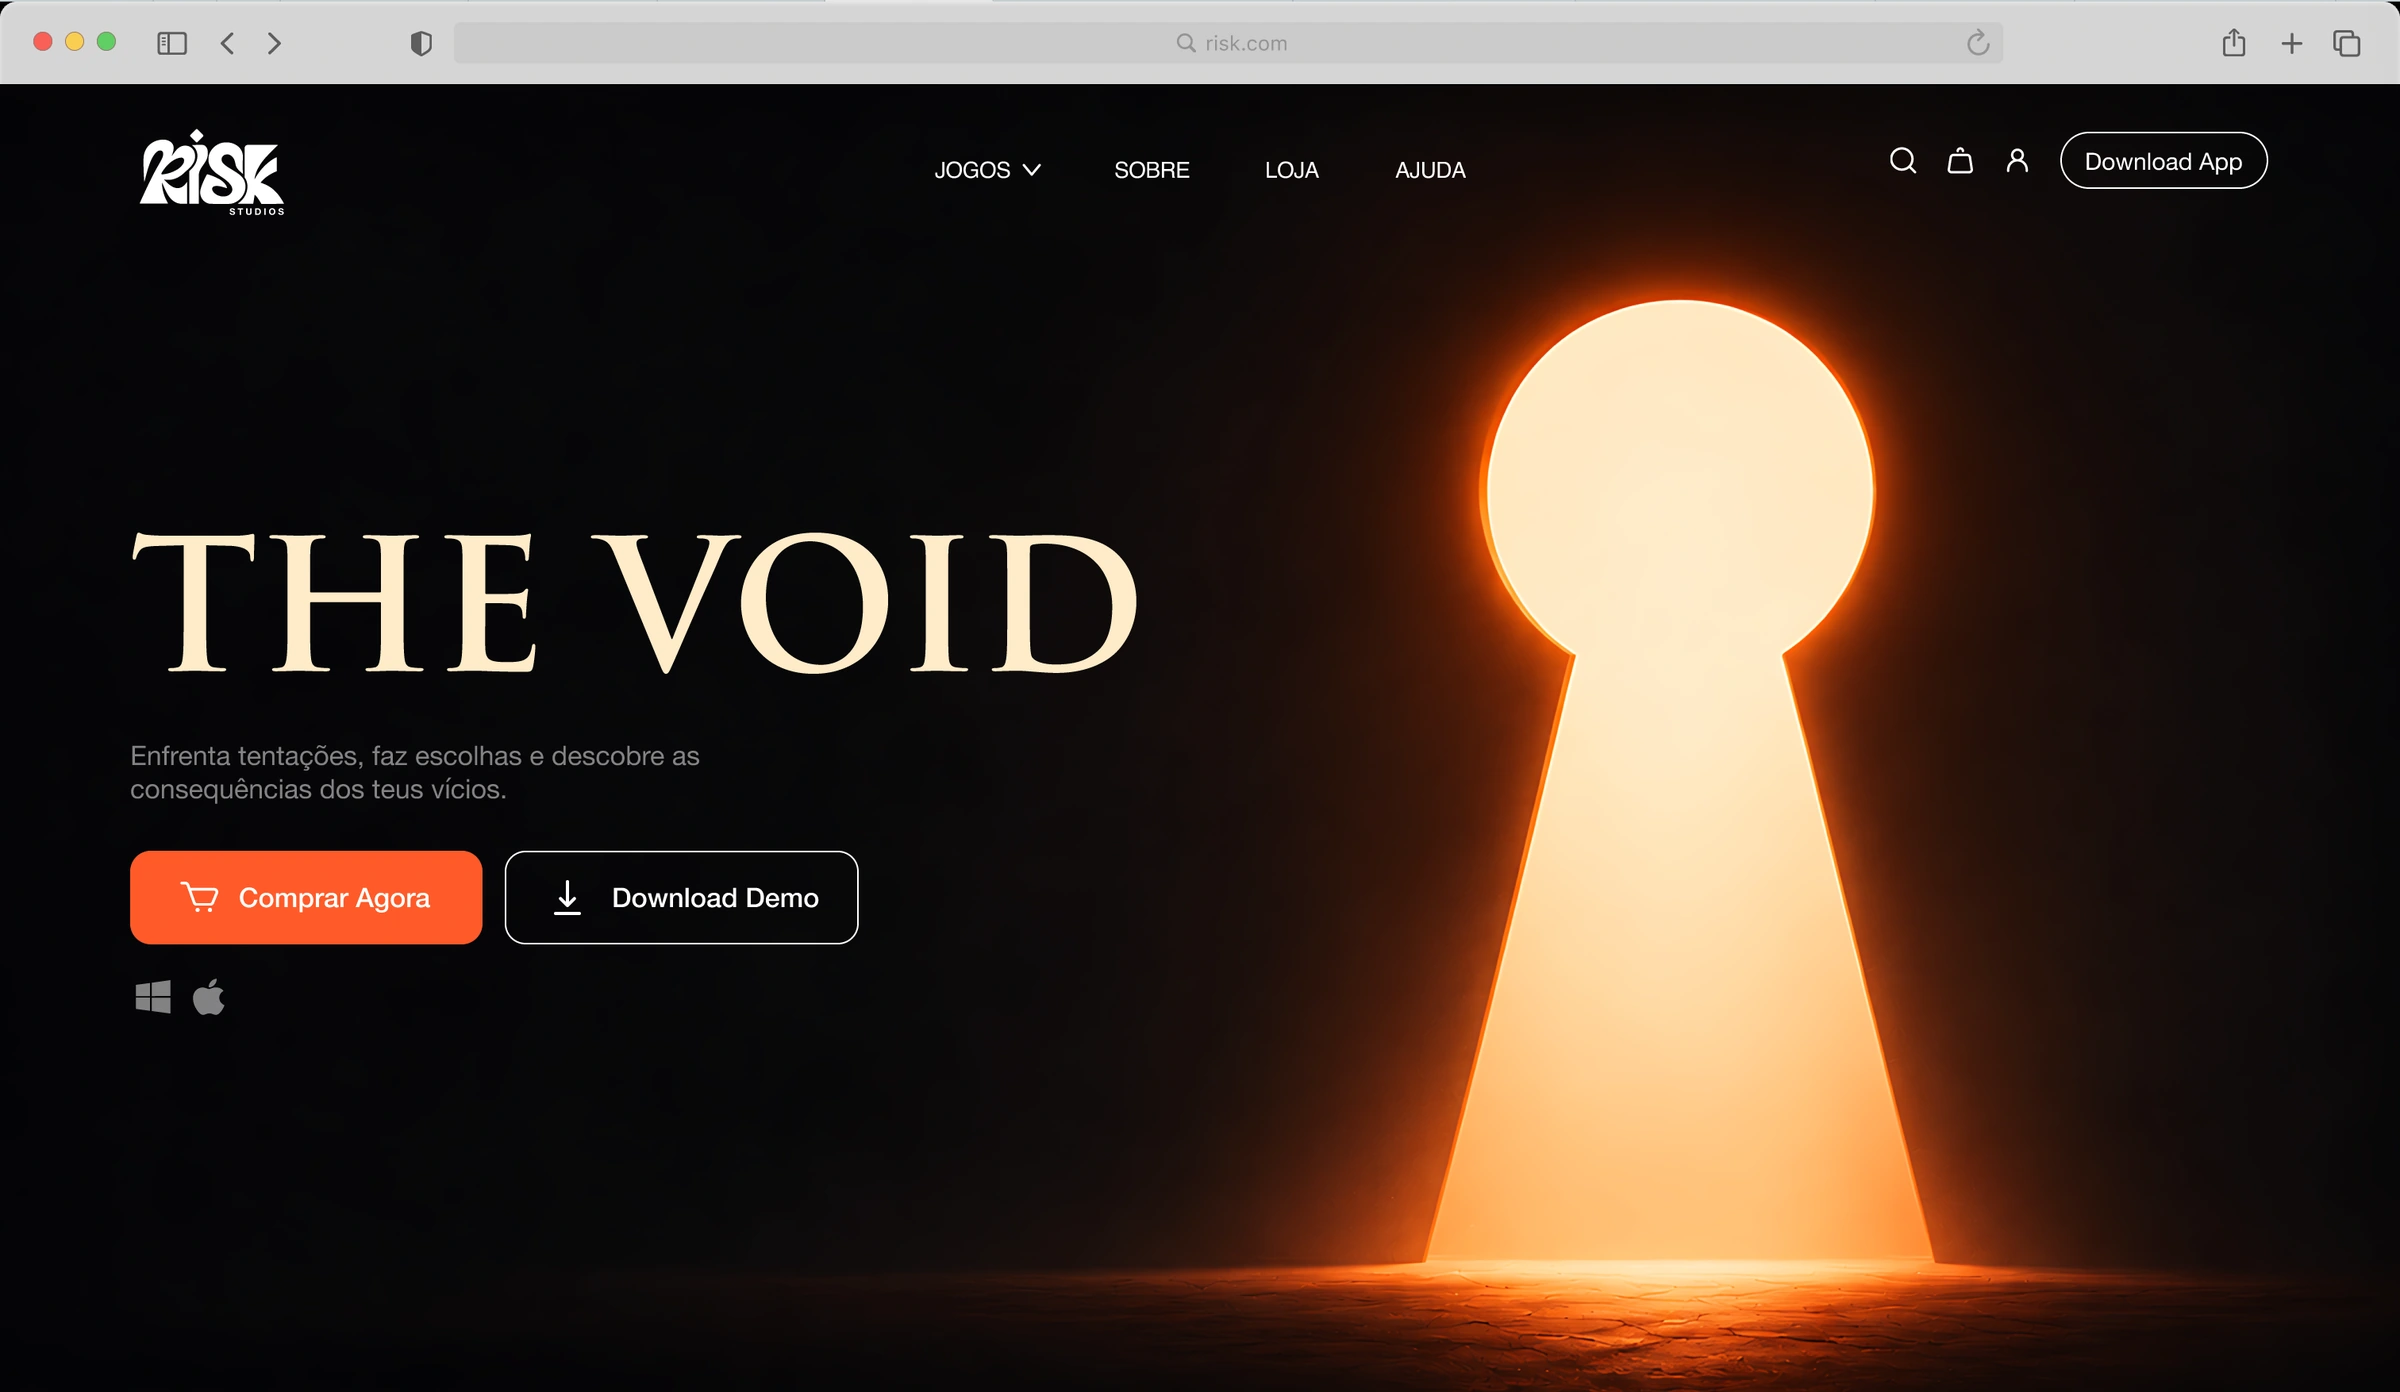 risk.com
RiSK
STUDIOS
JOGOS
SOBRE
LOJA
AJUDA
Download App
THE VOID
Enfrenta tentações, faz escolhas e descobre as
consequências dos teus vícios.
Comprar Agora
Download Demo